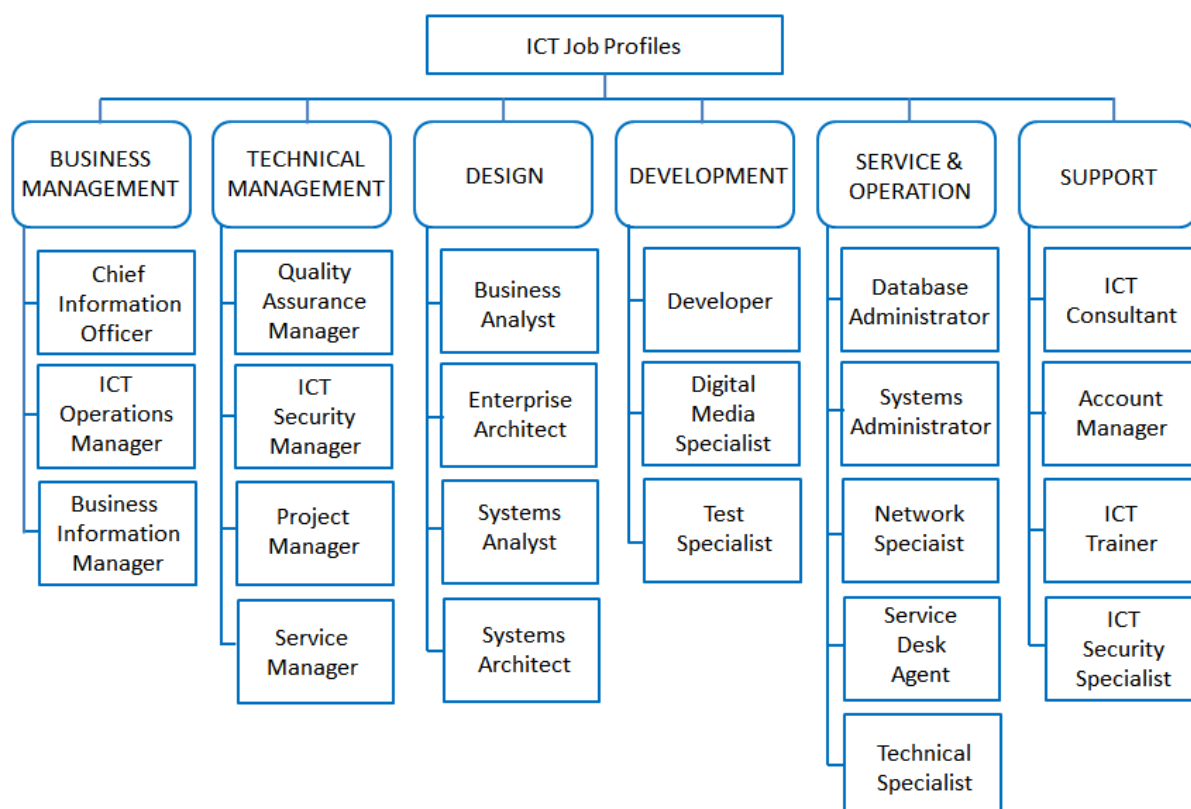 ICT Job Profiles
BUSINESS
MANAGEMENT
TECHNICAL
MANAGEMENT
DESIGN
DEVELOPMENT
SERVICE &
OPERATION
SUPPORT
Chief
Information
Officer
ICT
Operations
Manager
Business
Information
Manager
Quality
Assurance
Manager
ICT
Security
Manager
Project
Manager
Service
Manager
Business
Analyst
Enterprise
Architect
Systems
Analyst
Systems
Architect
Developer
Digital
Media
Specialist
Test
Specialist
Database
Administrator
Systems
Administrator
Network
Speciaist
Service
Desk
Agent
Technical
Specialist
ICT
Consultant
Account
Manager
ICT
Trainer
ICT
Security
Specialist